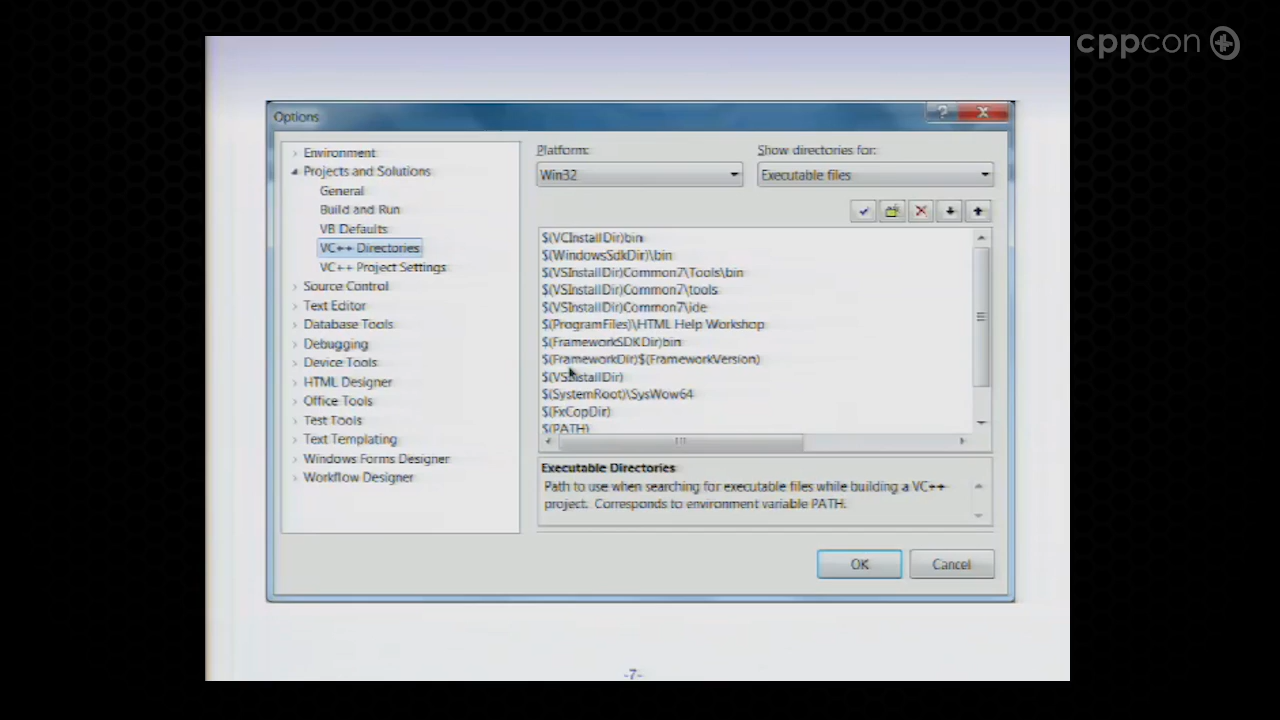 cppcon
Options
Environment
Projects and Solutions
General
Build and Run
VB Defaults
VC++ Directories
VC++ Project Settings
Source Control
Text Editor
Database Tools
Debugging
Device Tools
HTML Designer
Office Tools
Test Tools
Text Templating
Windows Forms Designer
Workflow Designer
Platform:
Win32
Show directories for:
Executable files
$(VCInstallDir)bin
$(WindowsSdkDir)\bin
$(VSInstallDir)Common7\Tools\bin
$(VSInstallDir)Common7\tools
$(VSInstallDir)Common7\ide
$(ProgramFiles)\HTML Help Workshop
$(FrameworkSDKDir)bin
$(FrameworkDir)$(FrameworkVersion)
$(VSInstallDir)
$(SystemRoot)\SysWow64
$(FxCopDir)
$(PATH)
Executable Directories
Path to use when searching for executable files while building a VC++
project. Corresponds to environment variable PATH.
OK
Cancel
-7-